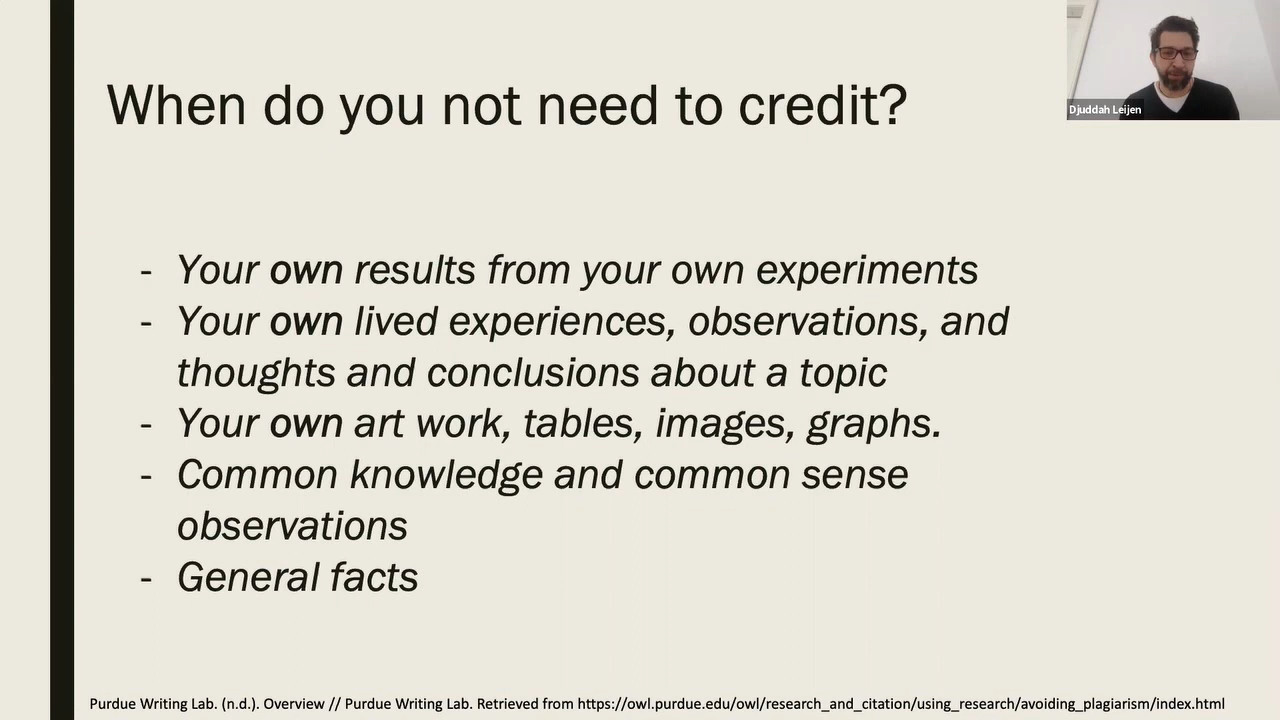 When do you not need to credit?
Djuddah Leijen
- Your own results from your own experiments
- Your own lived experiences, observations, and
thoughts and conclusions about a topic
- Your own art work, tables, images, graphs.
- Common knowledge and common sense
observations
- General facts
Purdue Writing Lab. (n.d.). Overview // Purdue Writing Lab. Retrieved from https://owl.purdue.edu/owl/research_and_citation/using_research/avoiding_plagiarism/index.html